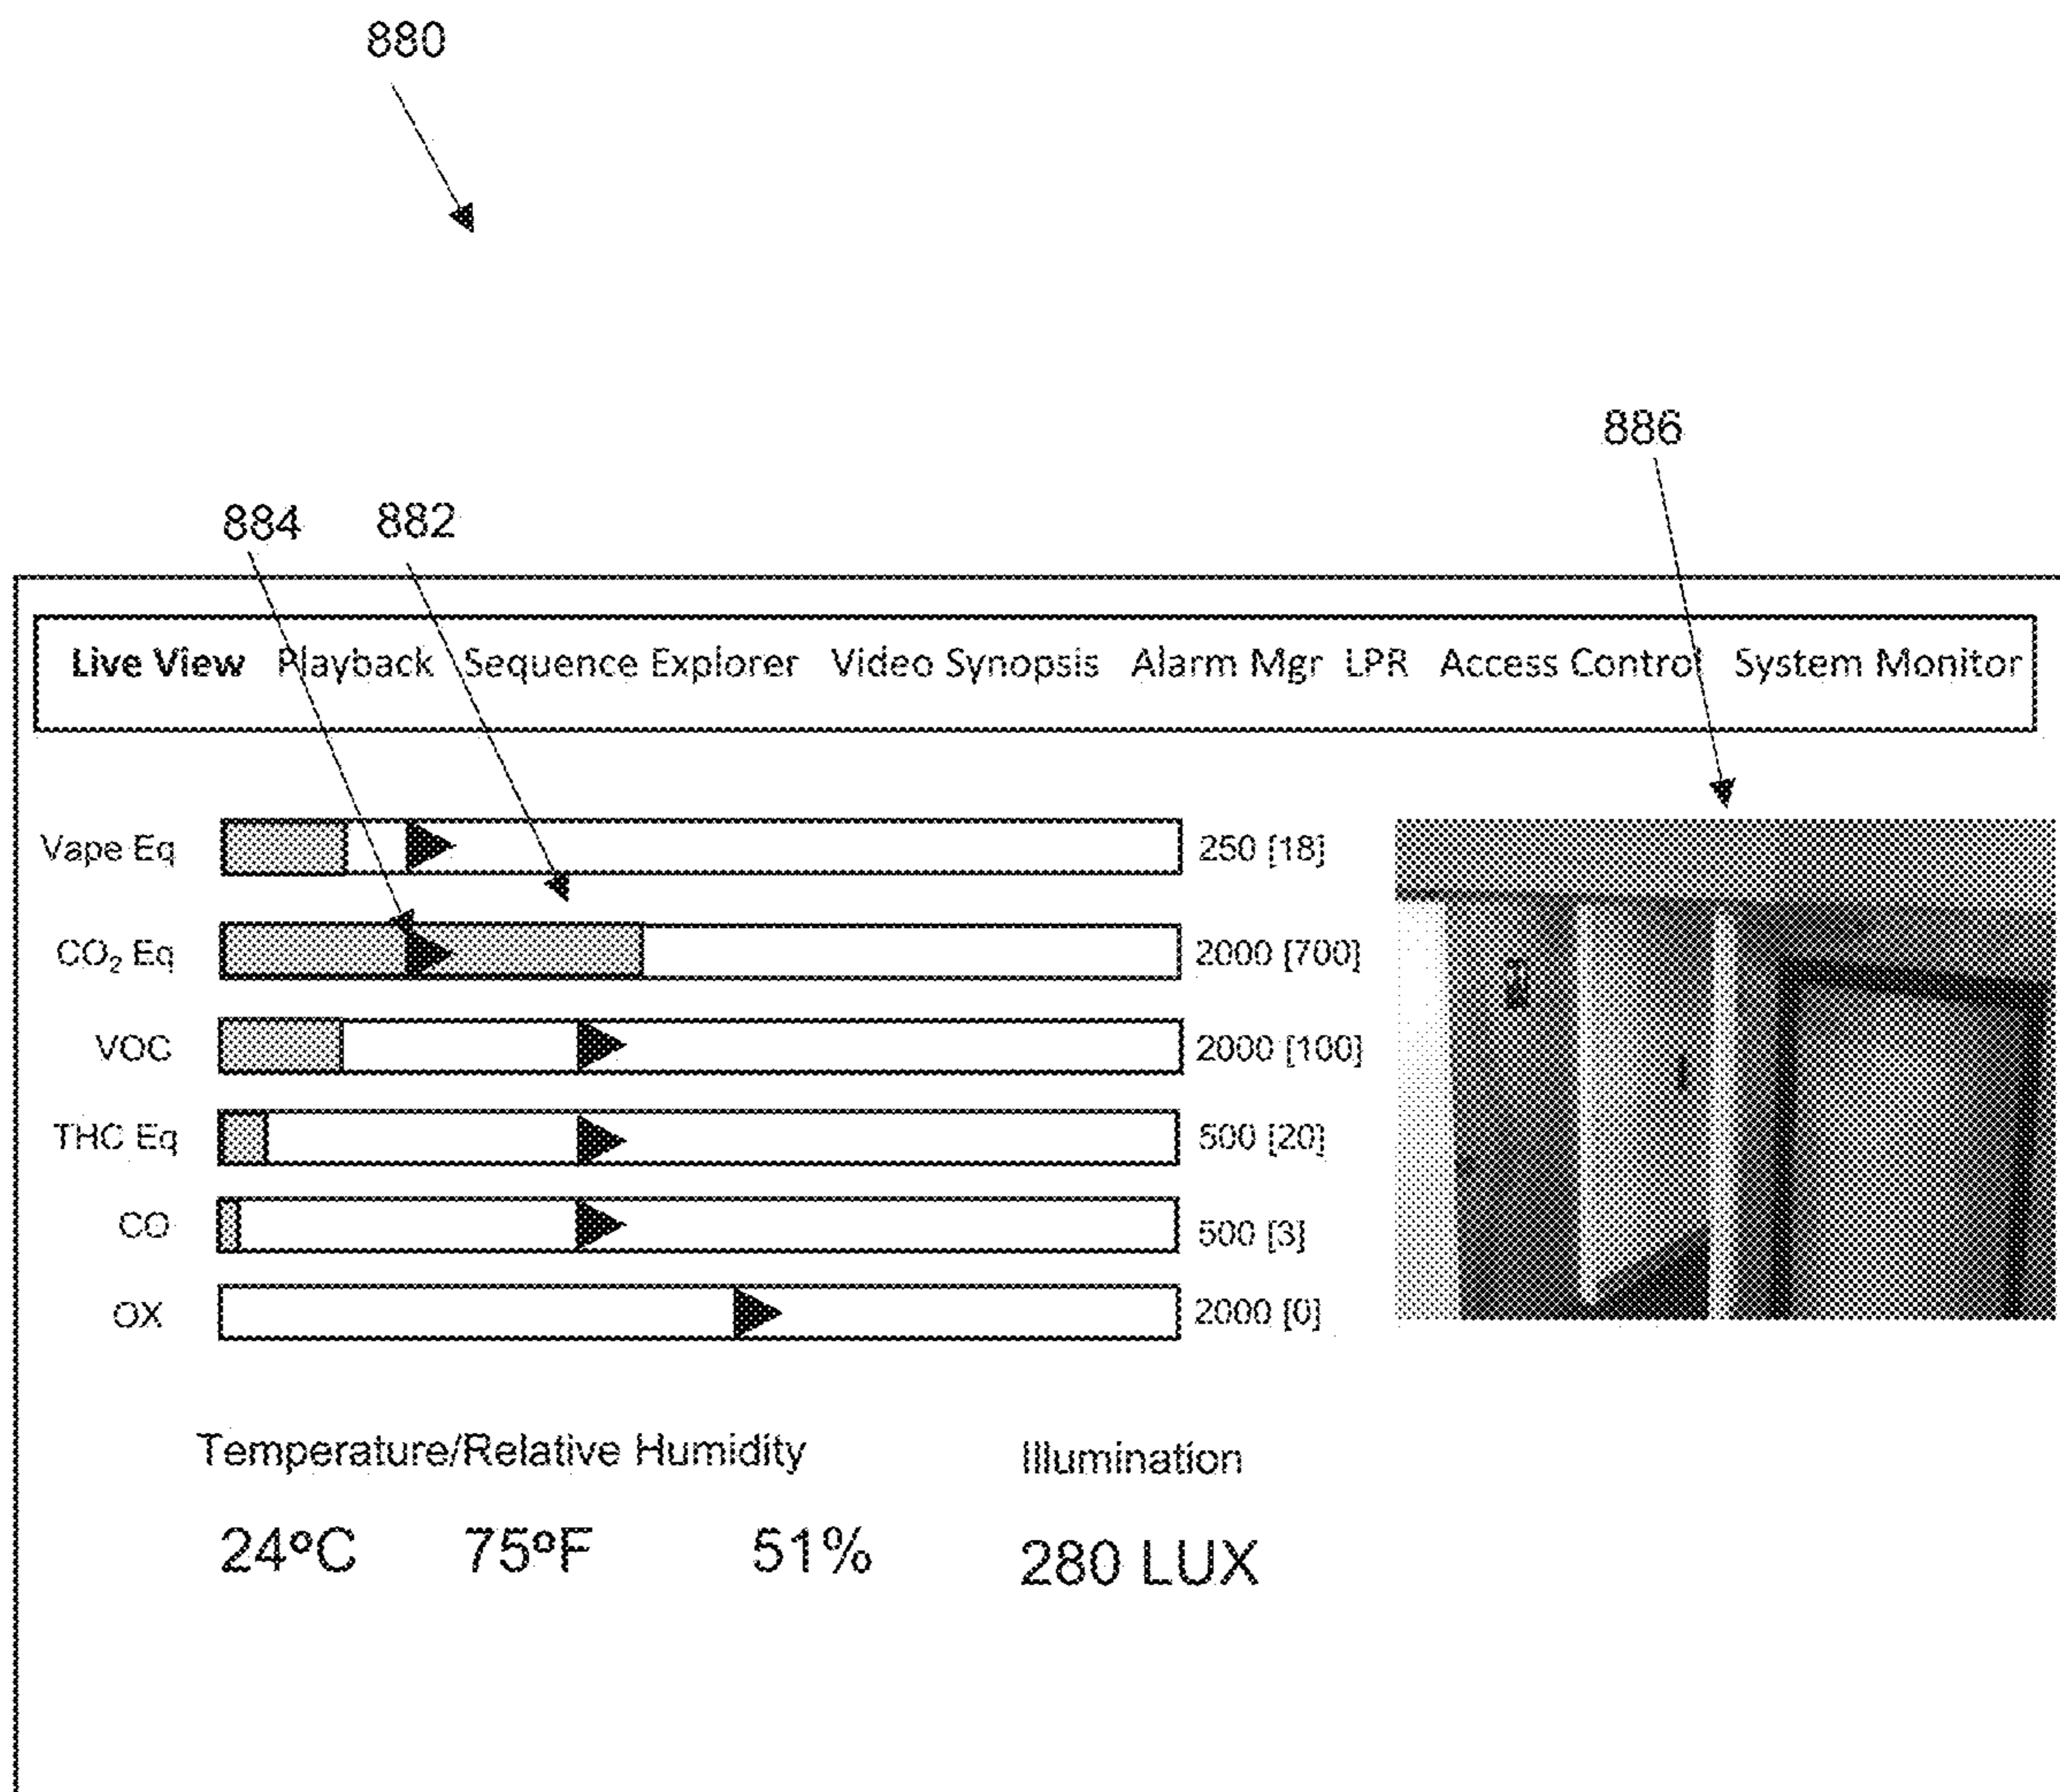 880
886
884 882
Live View Playback Sequence Explorer Video Synopsis Alarm Mgr LPR Access Control System Monitor
Vape Eq 250 [18]
CO₂ Eq 2000 [700]
VOC 2000 [100]
THC Eq 500 [20]
CO 500 [3]
OX 2000 [0]
Temperature/Relative Humidity Illumination
24ºC 75ºF 51% 280 LUX